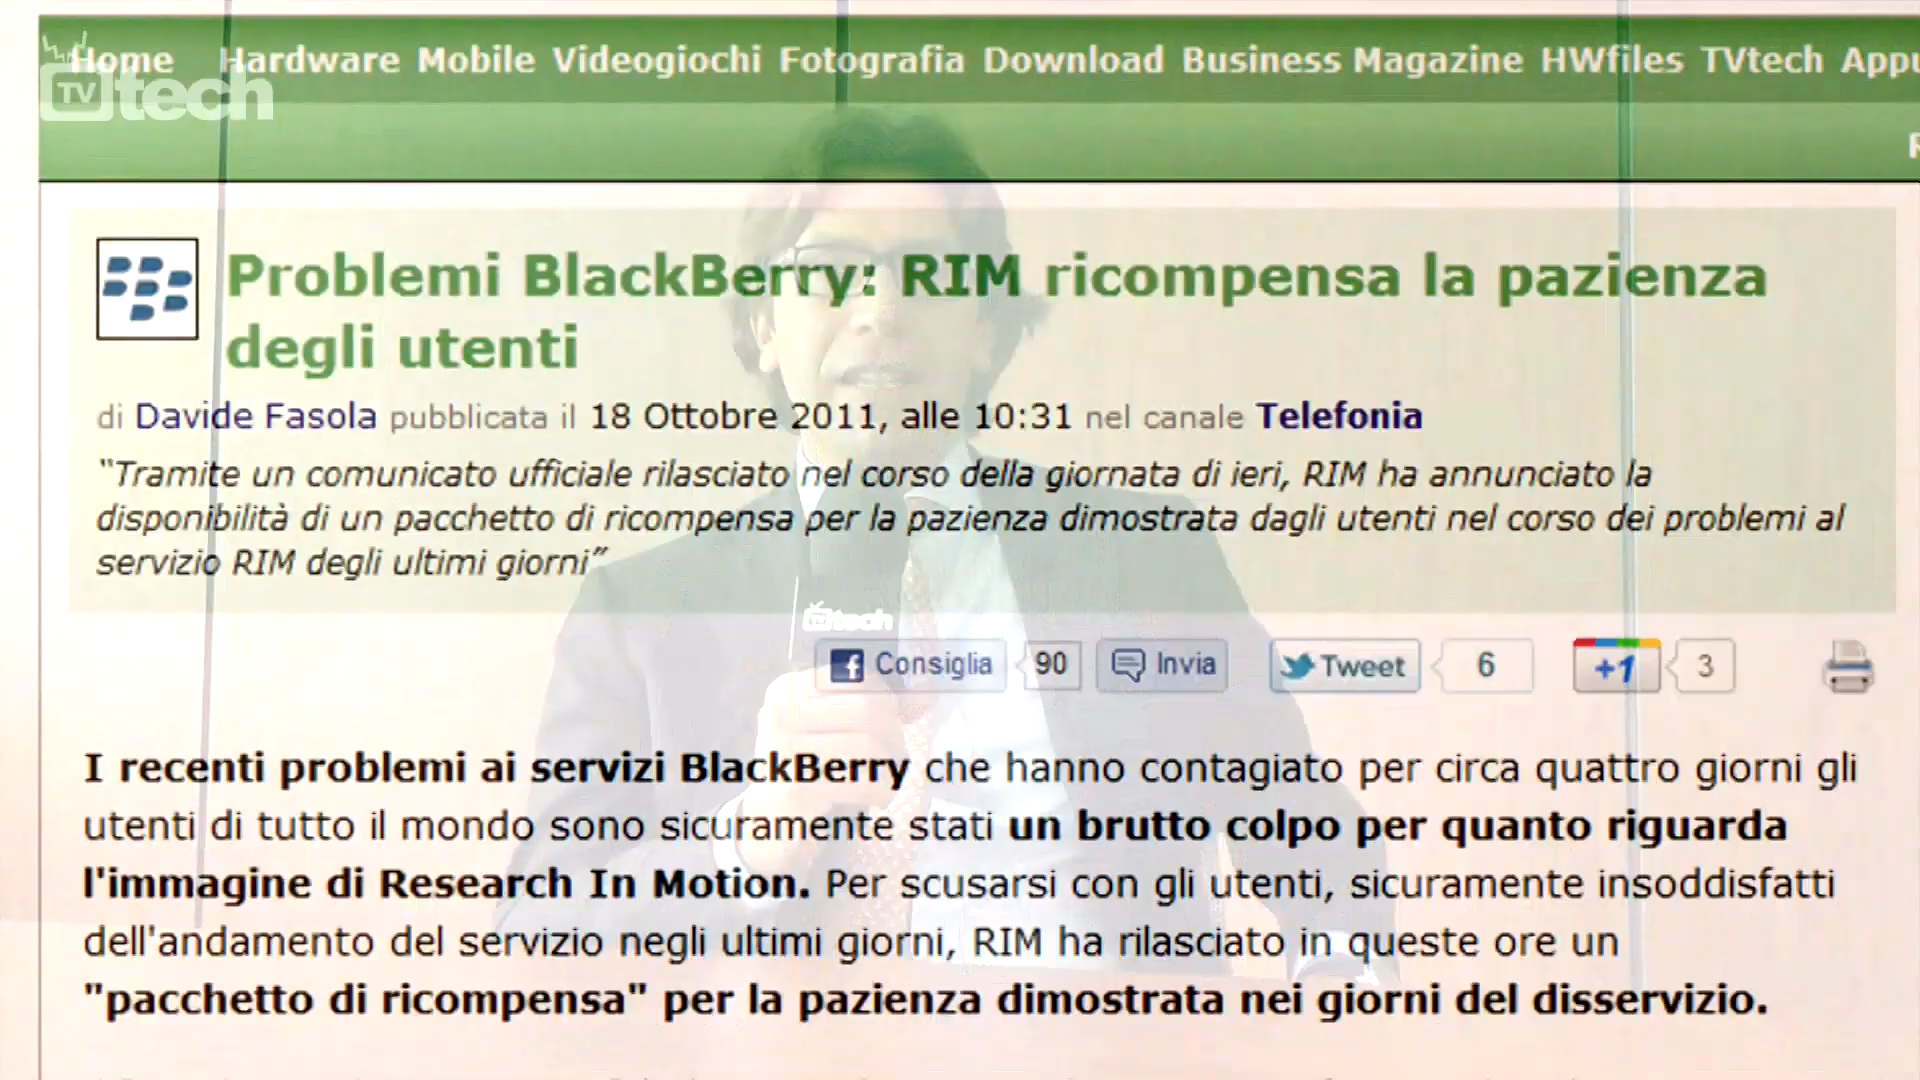 Home Hardware Mobile Videogiochi Fotografia Download Business Magazine HWfiles TVtech
TV tech
Problemi BlackBerry: RIM ricompensa la pazienza
degli utenti
di Davide Fasola pubblicata il 18 Ottobre 2011, alle 10:31 nel canale Telefonia
“Tramite un comunicato ufficiale rilasciato nel corso della giornata di ieri, RIM ha annunciato la
disponibilità di un pacchetto di ricompensa per la pazienza dimostrata dagli utenti nel corso dei problemi al
servizio RIM degli ultimi giorni”
TV tech
Consiglia 90 Invia Tweet 6 +1 3
I recenti problemi ai servizi BlackBerry che hanno contagiato per circa quattro giorni gli
utenti di tutto il mondo sono sicuramente stati un brutto colpo per quanto riguarda
l'immagine di Research In Motion. Per scusarsi con gli utenti, sicuramente insoddisfatti
dell'andamento del servizio negli ultimi giorni, RIM ha rilasciato in queste ore un
"pacchetto di ricompensa" per la pazienza dimostrata nei giorni del disservizio.